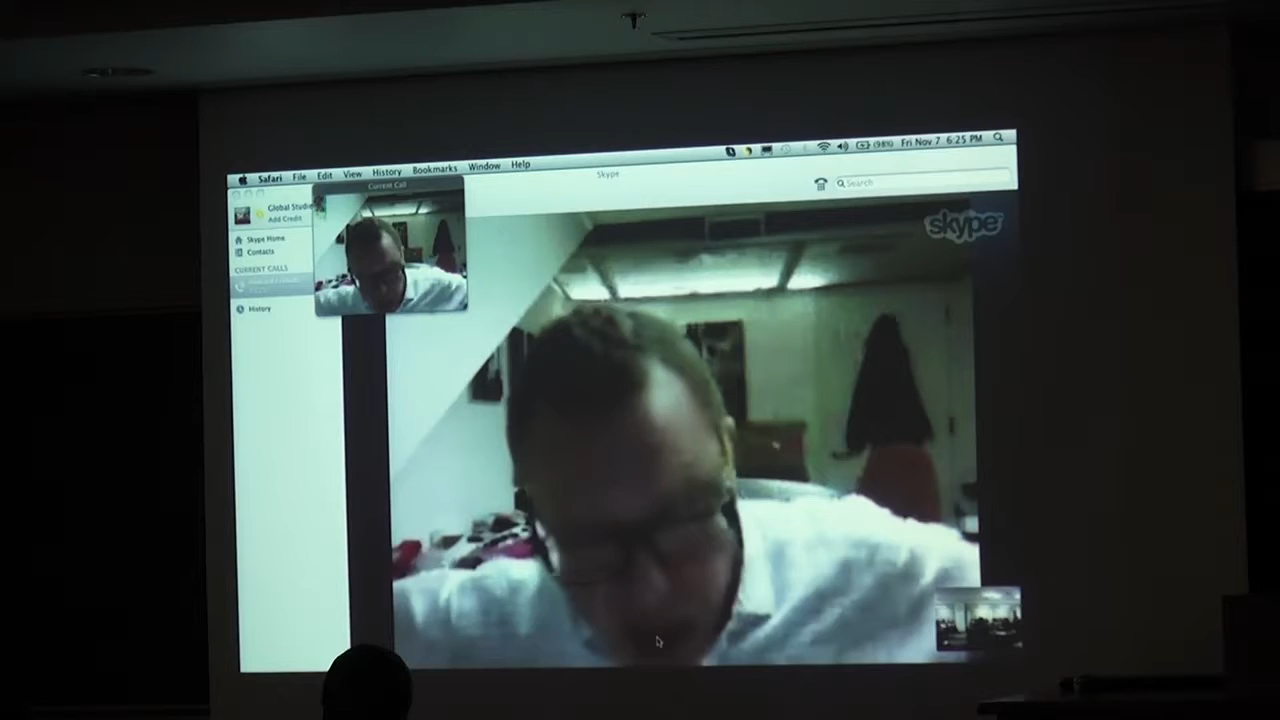 Safari File Edit View History Bookmarks Window Help
(98%) Fri Nov 7 6:25 PM
Skype
Search
Current Call
Global Studi
Add Credit
Skype Home
Contacts
CURRENT CALLS
History
skype